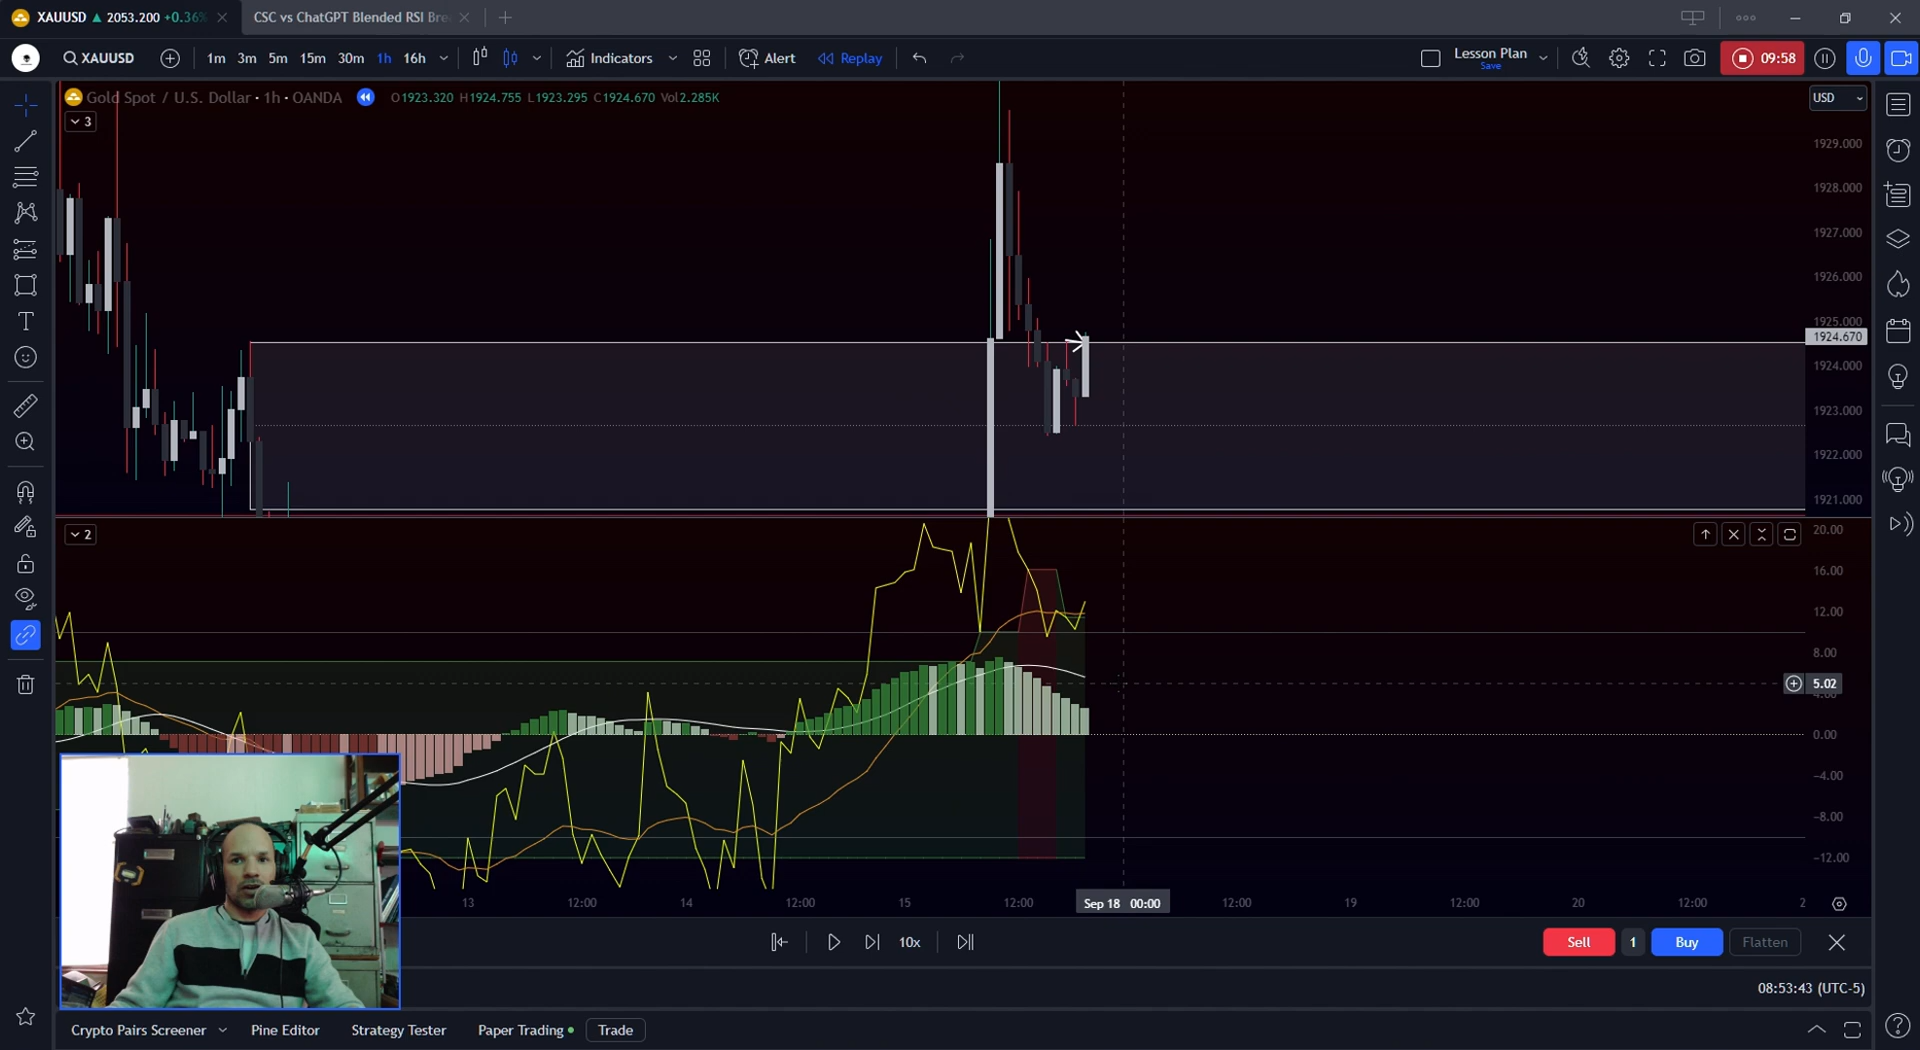 XAUUSD ▲ 2053.200 +0.36%
CSC vs ChatGPT Blended RSI Bre
XAUUSD
1m 3m 5m 15m 30m 1h 16h
Indicators
Alert
Replay
Lesson Plan
Save
09:58
Gold Spot / U.S. Dollar · 1h · OANDA
O1923.320 H1924.755 L1923.295 C1924.670 Vol2.285K
USD
3
1929.000
1928.000
1927.000
1926.000
1925.000
1924.670
1924.000
1923.000
1922.000
1921.000
2
20.00
16.00
12.00
8.00
5.02
0.00
−4.00
−8.00
−12.00
13 12:00 14 12:00 15 12:00 Sep 18 00:00 12:00 19 12:00 20 12:00 2
10x
Sell 1 Buy Flatten
08:53:43 (UTC-5)
Crypto Pairs Screener Pine Editor Strategy Tester Paper Trading Trade